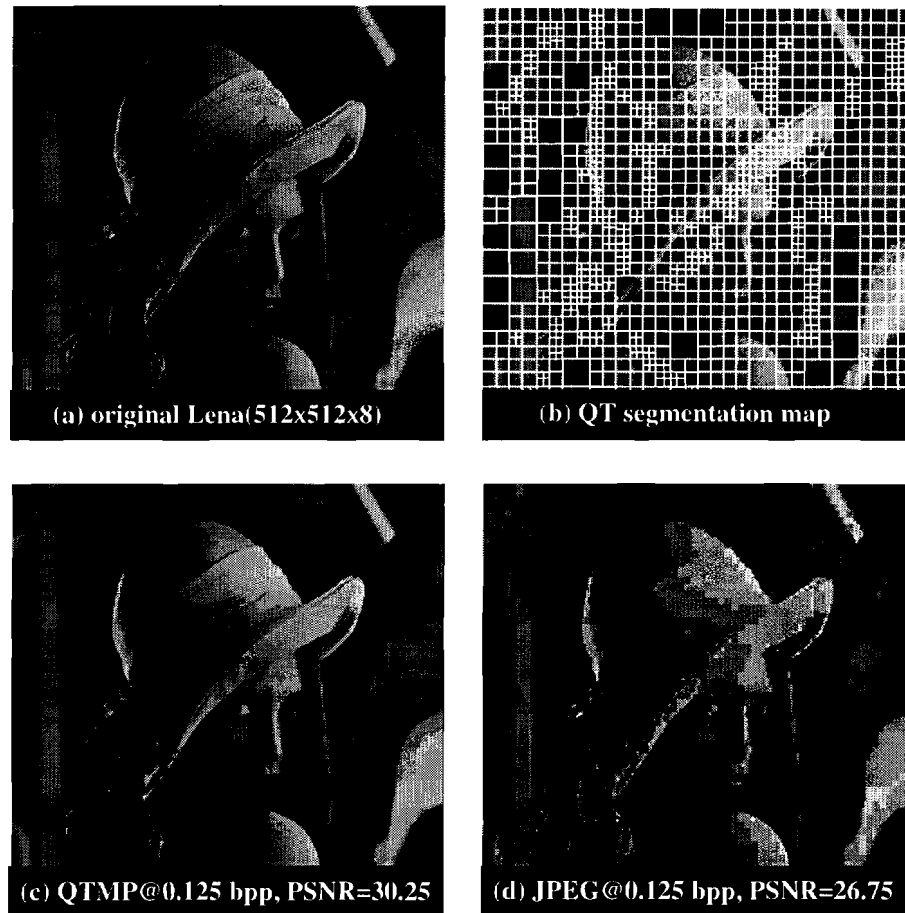 (a) original Lena(512x512x8)
(b) QT segmentation map
(c) QTMP@0.125 bpp, PSNR=30.25
(d) JPEG@0.125 bpp, PSNR=26.75